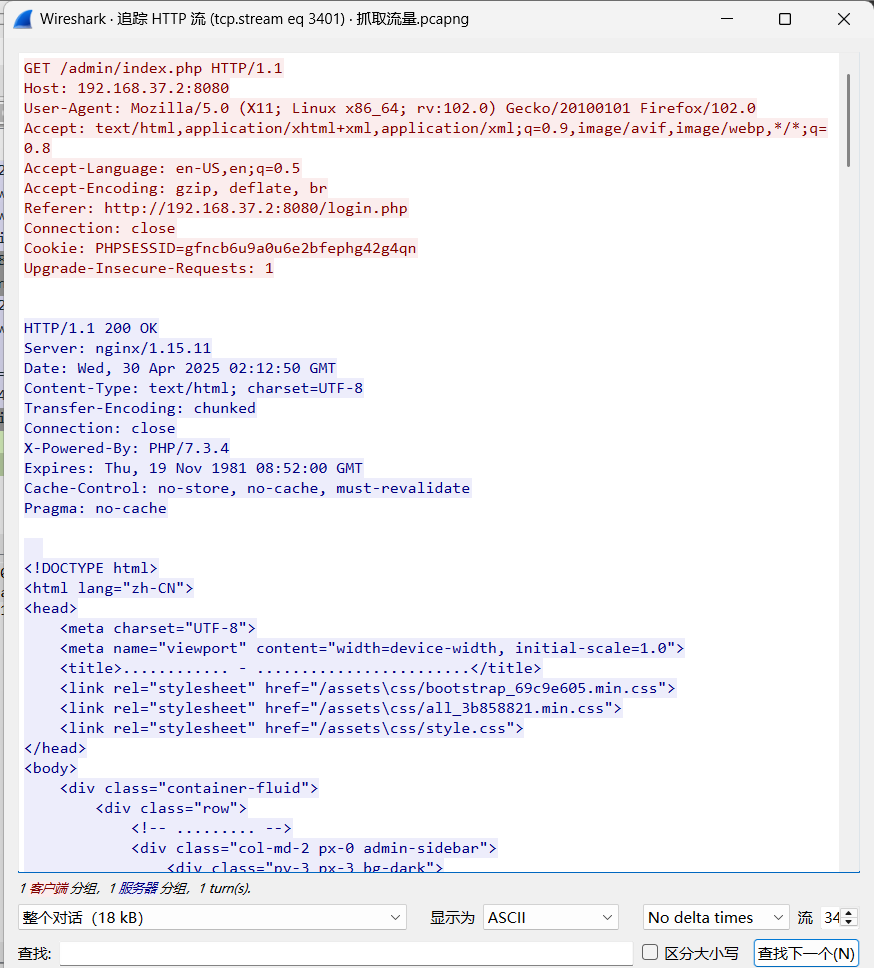 Wireshark · 追踪 HTTP 流 (tcp.stream eq 3401) · 抓取流量.pcapng
GET /admin/index.php HTTP/1.1
Host: 192.168.37.2:8080
User-Agent: Mozilla/5.0 (X11; Linux x86_64; rv:102.0) Gecko/20100101 Firefox/102.0
Accept: text/html,application/xhtml+xml,application/xml;q=0.9,image/avif,image/webp,*/*;q=
0.8
Accept-Language: en-US,en;q=0.5
Accept-Encoding: gzip, deflate, br
Referer: http://192.168.37.2:8080/login.php
Connection: close
Cookie: PHPSESSID=gfncb6u9a0u6e2bfephg42g4qn
Upgrade-Insecure-Requests: 1
HTTP/1.1 200 OK
Server: nginx/1.15.11
Date: Wed, 30 Apr 2025 02:12:50 GMT
Content-Type: text/html; charset=UTF-8
Transfer-Encoding: chunked
Connection: close
X-Powered-By: PHP/7.3.4
Expires: Thu, 19 Nov 1981 08:52:00 GMT
Cache-Control: no-store, no-cache, must-revalidate
Pragma: no-cache
<!DOCTYPE html>
<html lang="zh-CN">
<head>
    <meta charset="UTF-8">
    <meta name="viewport" content="width=device-width, initial-scale=1.0">
    <title>............ - ........................</title>
    <link rel="stylesheet" href="/assets\css/bootstrap_69c9e605.min.css">
    <link rel="stylesheet" href="/assets\css/all_3b858821.min.css">
    <link rel="stylesheet" href="/assets\css/style.css">
</head>
<body>
    <div class="container-fluid">
        <div class="row">
            <!-- ......... -->
            <div class="col-md-2 px-0 admin-sidebar">
                <div class="py-3 px-3 bg-dark">
1 客户端 分组，1 服务器 分组，1 turn(s).
整个对话（18 kB） 显示为 ASCII No delta times 流 34
查找: 区分大小写 查找下一个(N)